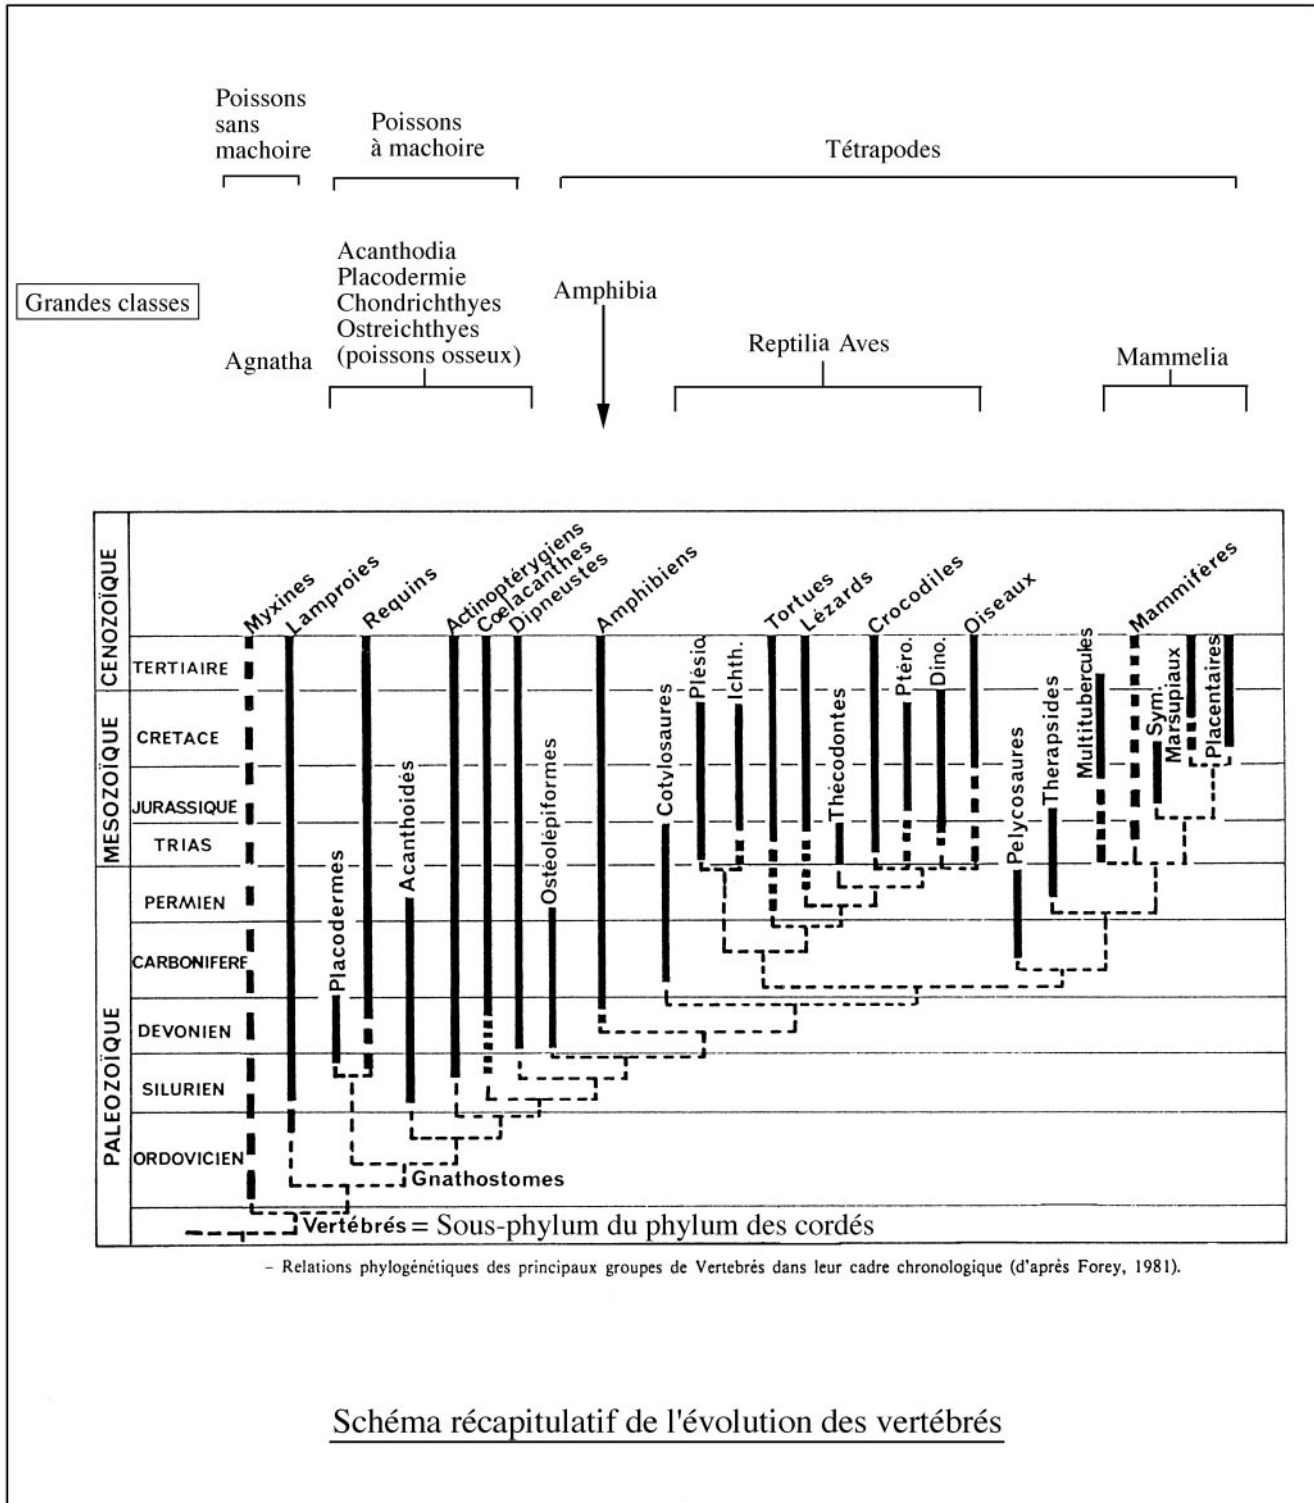 Poissons
sans
machoire
Poissons
à machoire
Tétrapodes
Grandes classes
Agnatha
Acanthodia
Placodermie
Chondrichthyes
Ostreichthyes
(poissons osseux)
Amphibia
Reptilia Aves
Mammelia
CENOZOÏQUE
MESOZOÏQUE
PALEOZOÏQUE
TERTIAIRE
CRETACE
JURASSIQUE
TRIAS
PERMIEN
CARBONIFERE
DEVONIEN
SILURIEN
ORDOVICIEN
Myxines
Lamproies
Placodermes
Requins
Acanthoidés
Actinoptérygiens
Cœlacanthes
Dipneustes
Ostéolépiformes
Amphibiens
Cotylosaures
Plésio.
Ichth.
Tortues
Lézards
Thécodontes
Crocodiles
Ptéro.
Dino.
Oiseaux
Pelycosaures
Therapsides
Multitubercules
Mammifères
Sym.
Marsupiaux
Placentaires
Gnathostomes
Vertébrés = Sous-phylum du phylum des cordés
– Relations phylogénétiques des principaux groupes de Vertebrés dans leur cadre chronologique (d'après Forey, 1981).
Schéma récapitulatif de l'évolution des vertébrés